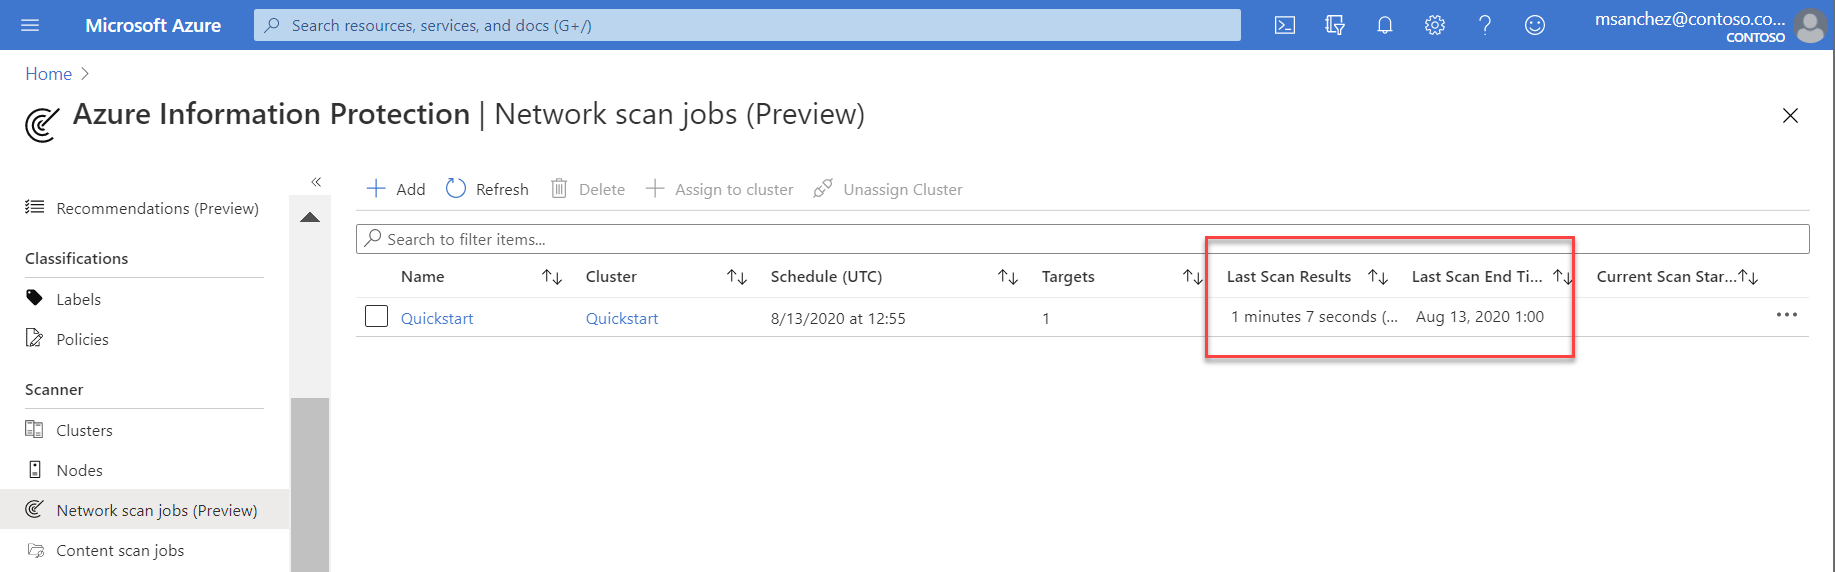 Microsoft Azure
Search resources, services, and docs (G+/)
msanchez@contoso.co...
CONTOSO
Home
Azure Information Protection | Network scan jobs (Preview)
Recommendations (Preview)
Classifications
Labels
Policies
Scanner
Clusters
Nodes
Network scan jobs (Preview)
Content scan jobs
Add Refresh Delete Assign to cluster Unassign Cluster
Search to filter items...
Name Cluster Schedule (UTC) Targets Last Scan Results Last Scan End Ti... Current Scan Star...
Quickstart Quickstart 8/13/2020 at 12:55 1 1 minutes 7 seconds (... Aug 13, 2020 1:00